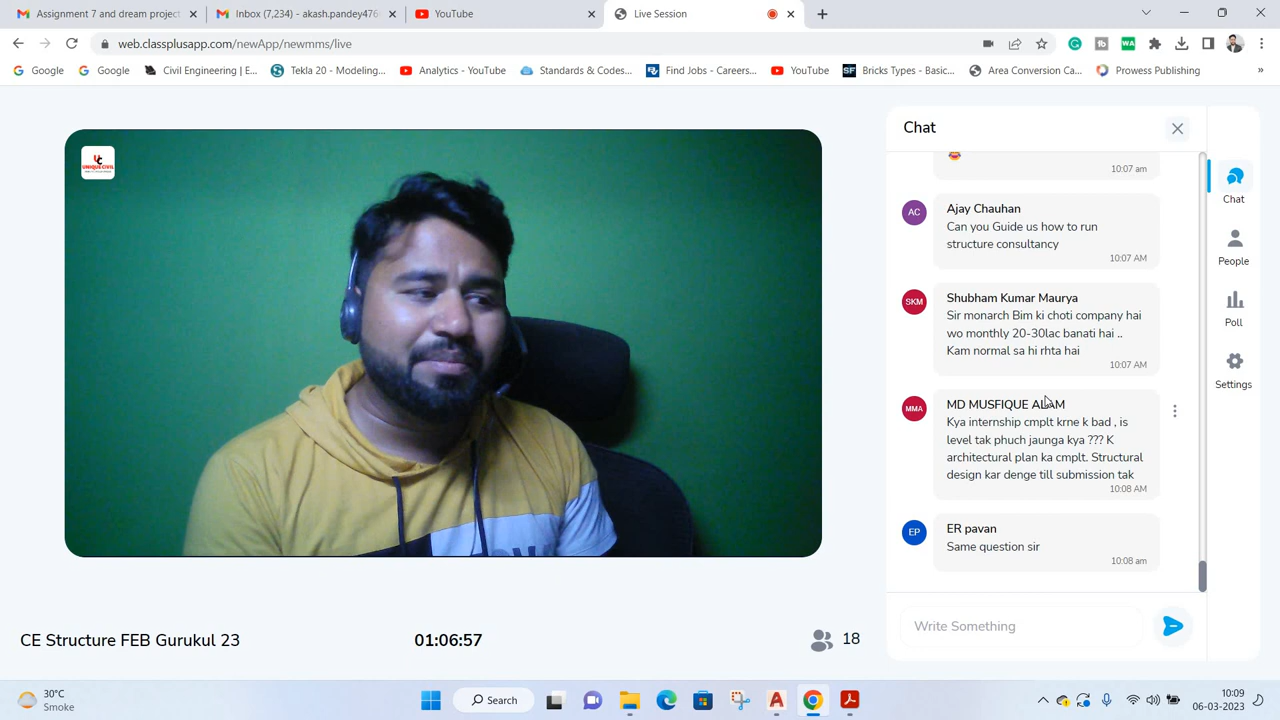 Assignment 7 and dream project
Inbox (7,234) - akash.pandey476
YouTube
Live Session
web.classplusapp.com/newApp/newmms/live
Google
Google
Civil Engineering | E...
Tekla 20 - Modeling...
Analytics - YouTube
Standards & Codes...
Find Jobs - Careers...
YouTube
Bricks Types - Basic...
Area Conversion Ca...
Prowess Publishing
»
UC
UNIQUE CIVIL
Chat
10:07 am
AC
Ajay Chauhan
Can you Guide us how to run
structure consultancy
10:07 AM
SKM
Shubham Kumar Maurya
Sir monarch Bim ki choti company hai
wo monthly 20-30lac banati hai ..
Kam normal sa hi rhta hai
10:07 AM
MMA
MD MUSFIQUE ALAM
Kya internship cmplt krne k bad , is
level tak phuch jaunga kya ??? K
architectural plan ka cmplt. Structural
design kar denge till submission tak
10:08 AM
EP
ER pavan
Same question sir
10:08 am
Write Something
Chat
People
Poll
Settings
CE Structure FEB Gurukul 23
01:06:57
18
30°C
Smoke
Search
10:09
06-03-2023